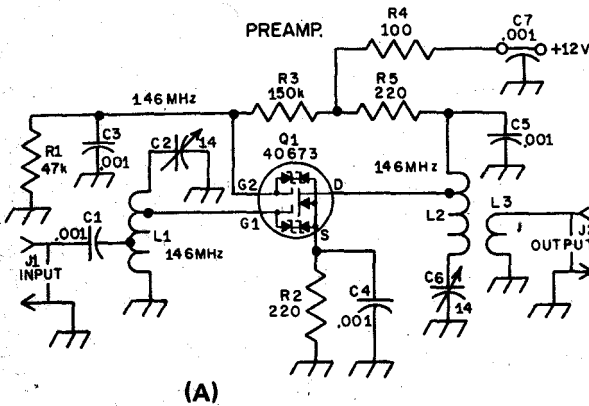 PREAMP.
R4
100
C7
.001
+12V
146 MHz
R3
150k
R5
220
R1
47k
C3
.001
C2
14
Q1
40673
C5
.001
146MHz
G2
D
G1
S
C1
.001
L1
146MHz
L2
L3
J1
INPUT
J2
OUTPUT
R2
220
C4
.001
C6
14
(A)